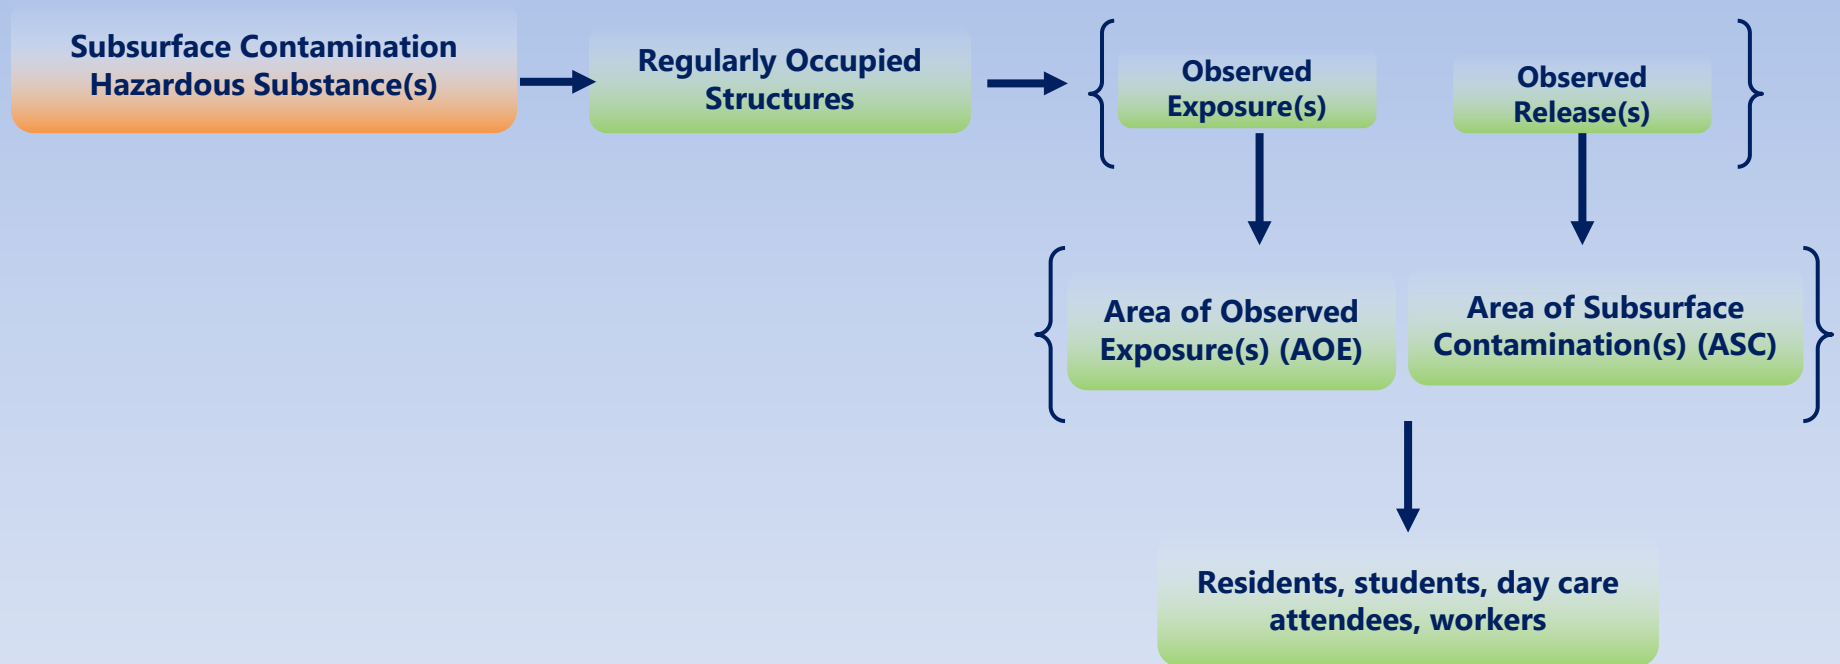 Subsurface Contamination
Hazardous Substance(s)
Regularly Occupied
Structures
Observed
Exposure(s)
Observed
Release(s)
Area of Observed
Exposure(s) (AOE)
Area of Subsurface
Contamination(s) (ASC)
Residents, students, day care
attendees, workers